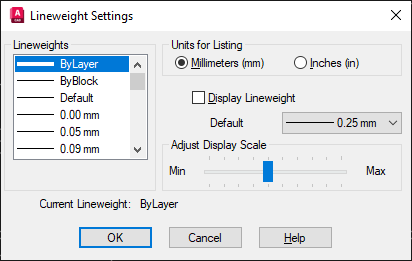 Lineweight Settings
Lineweights
ByLayer
ByBlock
Default
0.00 mm
0.05 mm
0.09 mm
Units for Listing
Millimeters (mm)
Inches (in)
Display Lineweight
Default
0.25 mm
Adjust Display Scale
Min
Max
Current Lineweight: ByLayer
OK
Cancel
Help